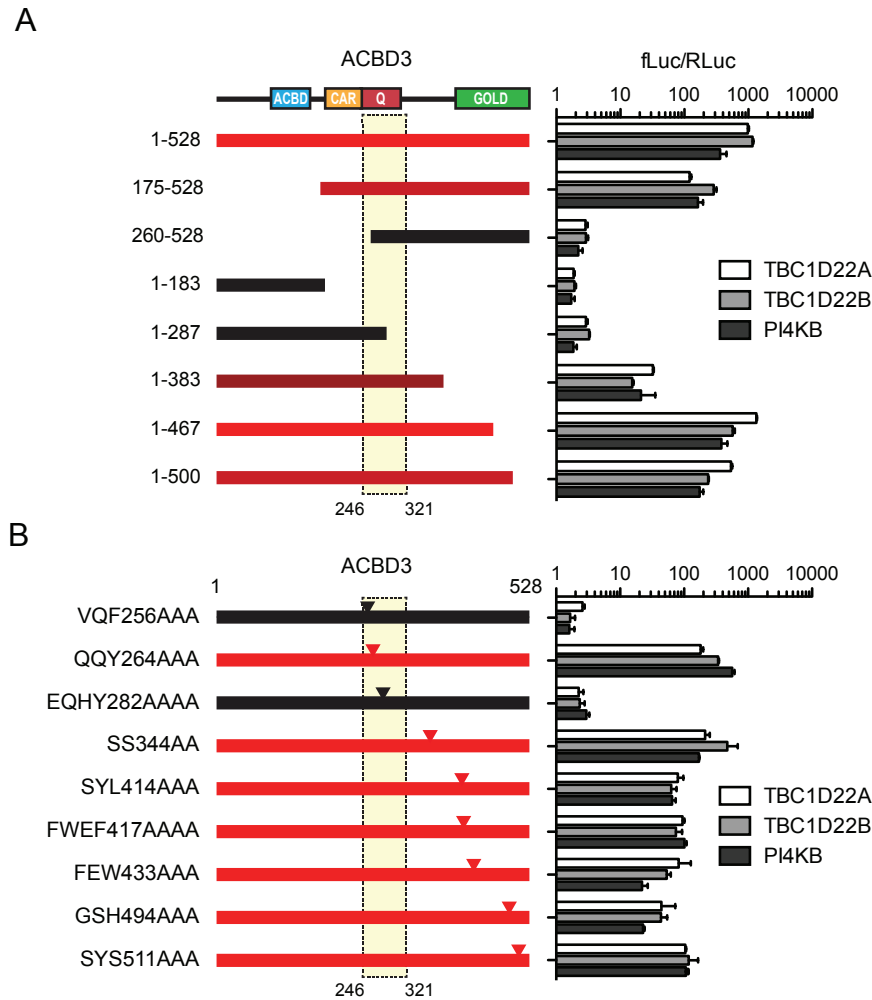 A
ACBD3
fLuc/RLuc
ACBD CAR Q GOLD
1 10 100 1000 10000
1-528
175-528
260-528
1-183
1-287
1-383
1-467
1-500
TBC1D22A
TBC1D22B
PI4KB
246 321
B
ACBD3
1 528
1 10 100 1000 10000
VQF256AAA
QQY264AAA
EQHY282AAAA
SS344AA
SYL414AAA
FWEF417AAAA
FEW433AAA
GSH494AAA
SYS511AAA
TBC1D22A
TBC1D22B
PI4KB
246 321